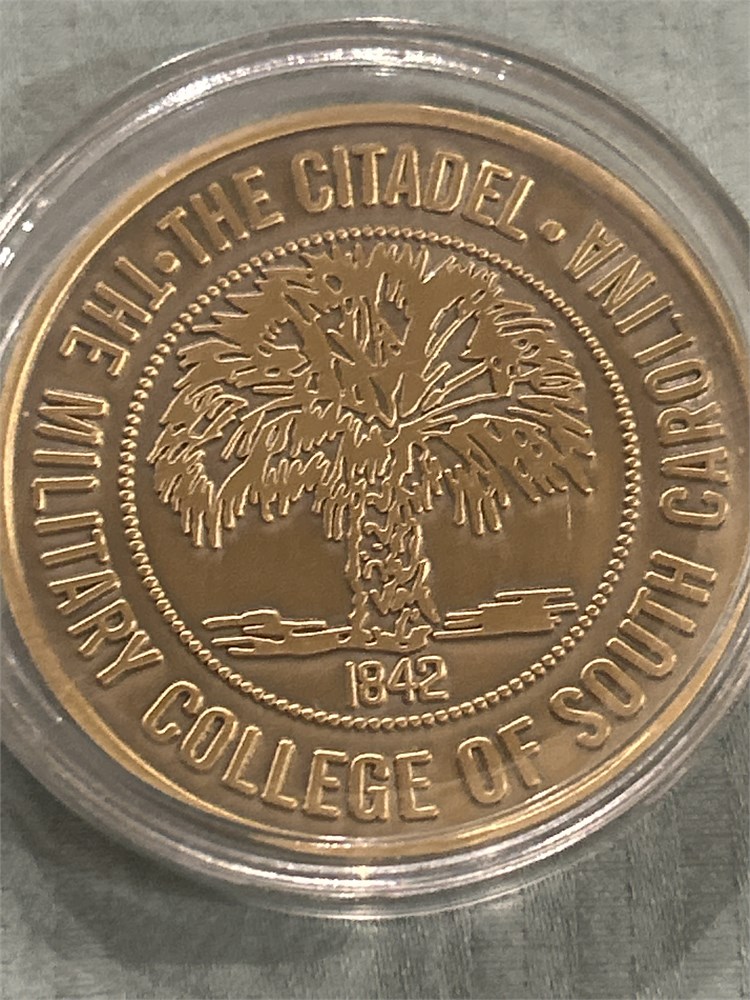 ·THE CITADEL·
THE MILITARY COLLEGE OF SOUTH CAROLINA
1842